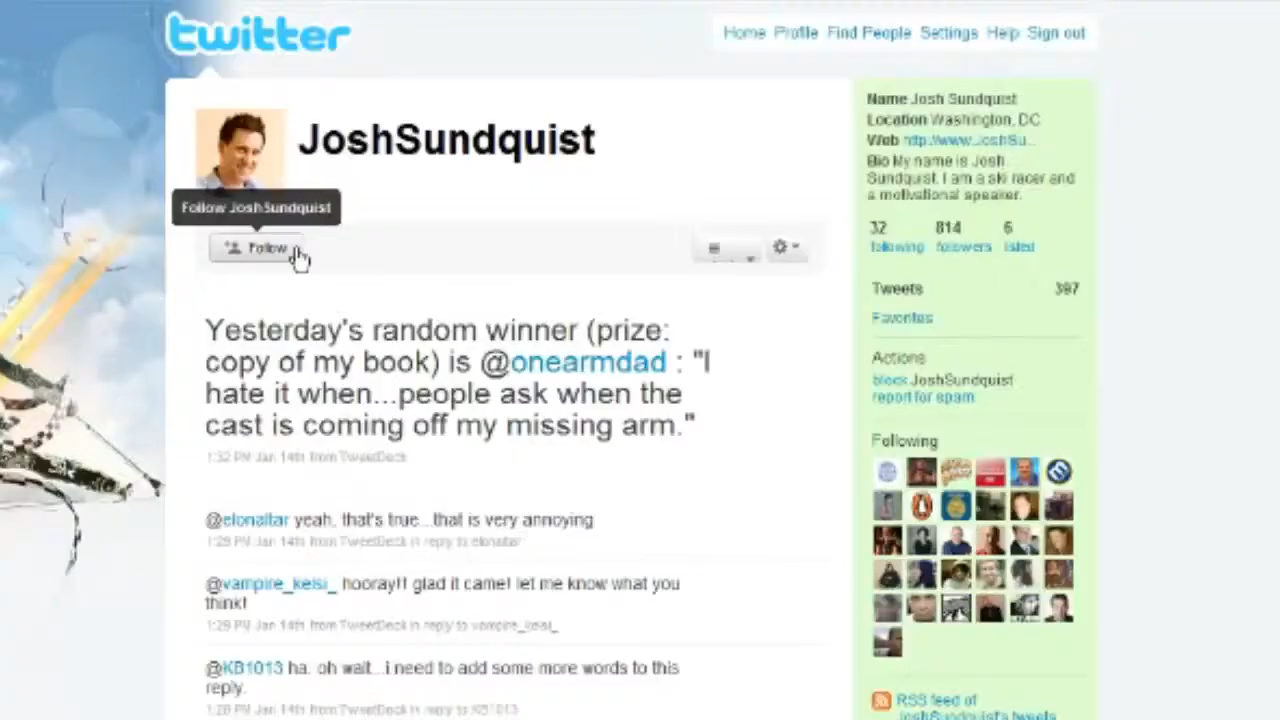 twitter
Home Profile Find People Settings Help Sign out
JoshSundquist
Follow JoshSundquist
Follow
Yesterday's random winner (prize:
copy of my book) is @onearmdad : "I
hate it when...people ask when the
cast is coming off my missing arm."
1:32 PM Jan 14th from TweetDeck
@elonaltar yeah, that's true...that is very annoying
1:29 PM Jan 14th from TweetDeck in reply to elonaltar
@vampire_keisi_ hooray!! glad it came! let me know what you
think!
1:29 PM Jan 14th from TweetDeck in reply to vampire_keisi_
@KB1013 ha. oh wait...i need to add some more words to this
reply.
1:28 PM Jan 14th from TweetDeck in reply to KB1013
Name Josh Sundquist
Location Washington, DC
Web http://www.JoshSu...
Bio My name is Josh
Sundquist. I am a ski racer and
a motivational speaker.
32 814 6
following followers listed
Tweets 397
Favorites
Actions
block JoshSundquist
report for spam
Following
RSS feed of
JoshSundquist's tweets